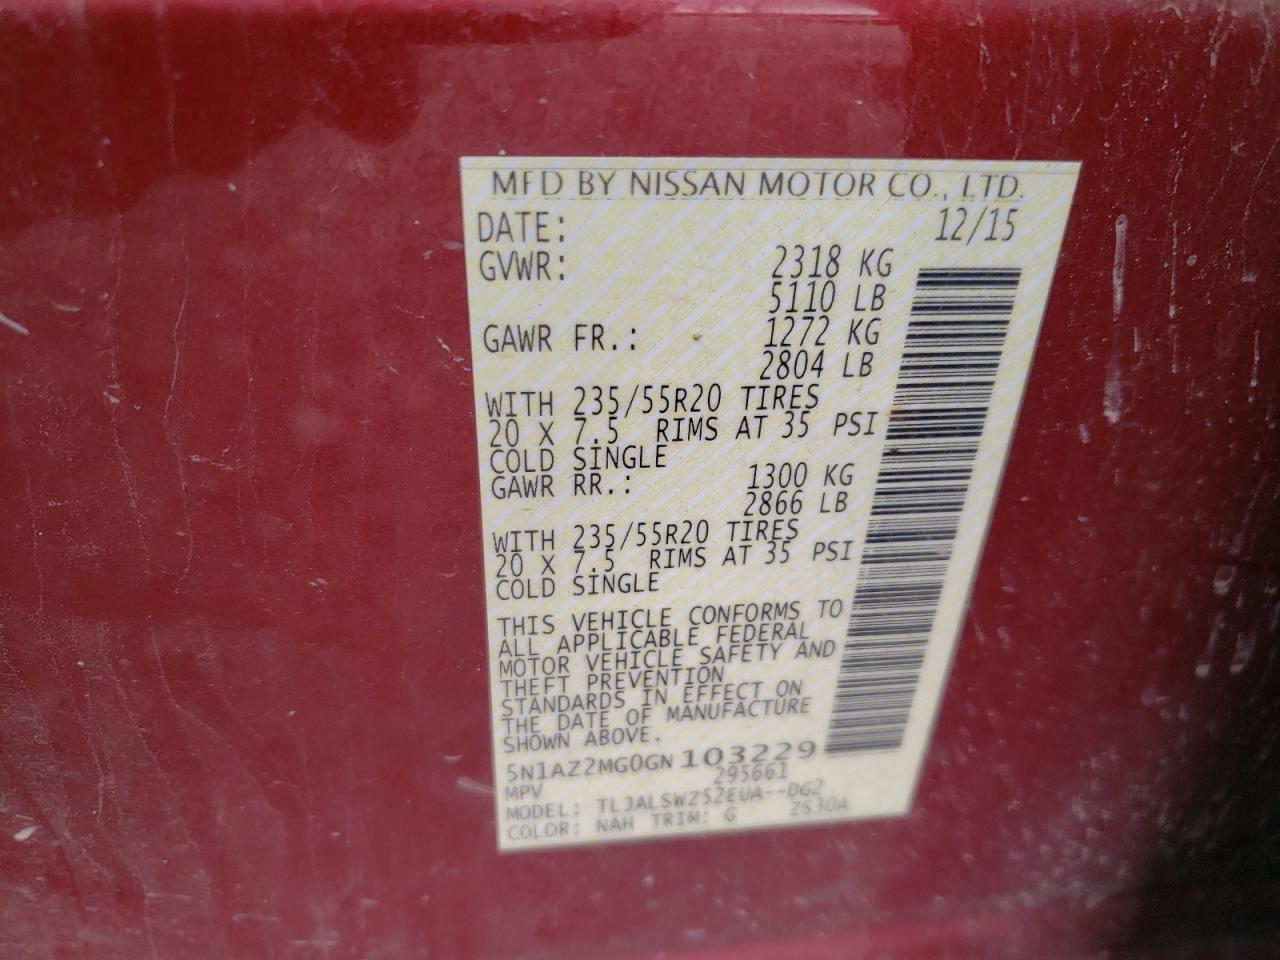 MFD BY NISSAN MOTOR CO., LTD.
DATE: 12/15
GVWR: 2318 KG
5110 LB
GAWR FR.: 1272 KG
2804 LB
WITH 235/55R20 TIRES
20 X 7.5 RIMS AT 35 PSI
COLD SINGLE
GAWR RR.: 1300 KG
2866 LB
WITH 235/55R20 TIRES
20 X 7.5 RIMS AT 35 PSI
COLD SINGLE
THIS VEHICLE CONFORMS TO
ALL APPLICABLE FEDERAL
MOTOR VEHICLE SAFETY AND
THEFT PREVENTION
STANDARDS IN EFFECT ON
THE DATE OF MANUFACTURE
SHOWN ABOVE.
5N1AZ2MG0GN103229
MPV 295661
MODEL: TLJALSWZ52EUA--DG2
COLOR: NAH TRIM: G ZS30A